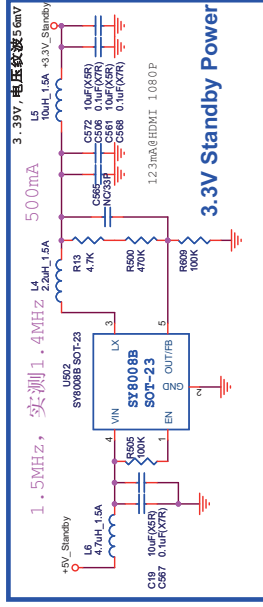 3.39V,电压纹波56mV
1.5MHz, 实测1.4MHz
500mA
+3.3V_Standby
L5
10uH_1.5A
C572 10uF(X5R)
C506 0.1uF(X7R)
C561 10uF(X5R)
C568 0.1uF(X7R)
123mA@HDMI 1080P
3.3V Standby Power
C565
NC/33P
L4
2.2uH_1.5A
R13
4.7K
R500
470K
R609
100K
U502
SY8008B SOT-23
4
VIN
LX
3
SY8008B
SOT-23
1
EN
OUT/FB
5
GND
2
R505
100K
+5V_Standby
L6
4.7uH_1.5A
C19 10uF(X5R)
C567 0.1uF(X7R)